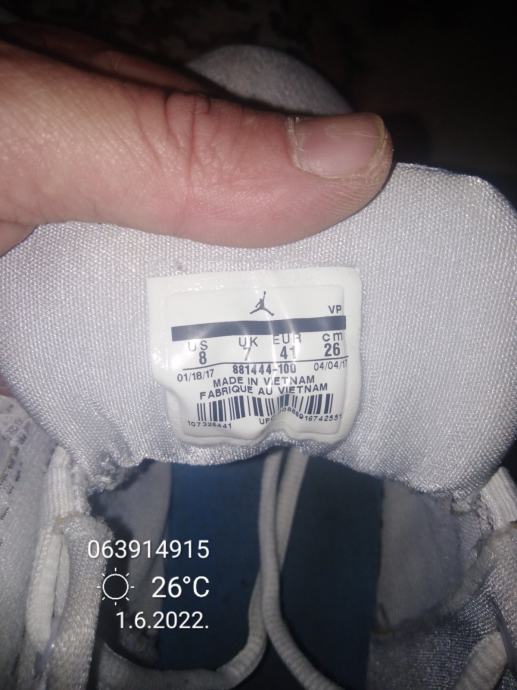 VP
US UK EUR cm
8 7 41 26
01/18/17 881444-100 04/04/17
MADE IN VIETNAM
FABRIQUE AU VIETNAM
063914915
26°C
1.6.2022.